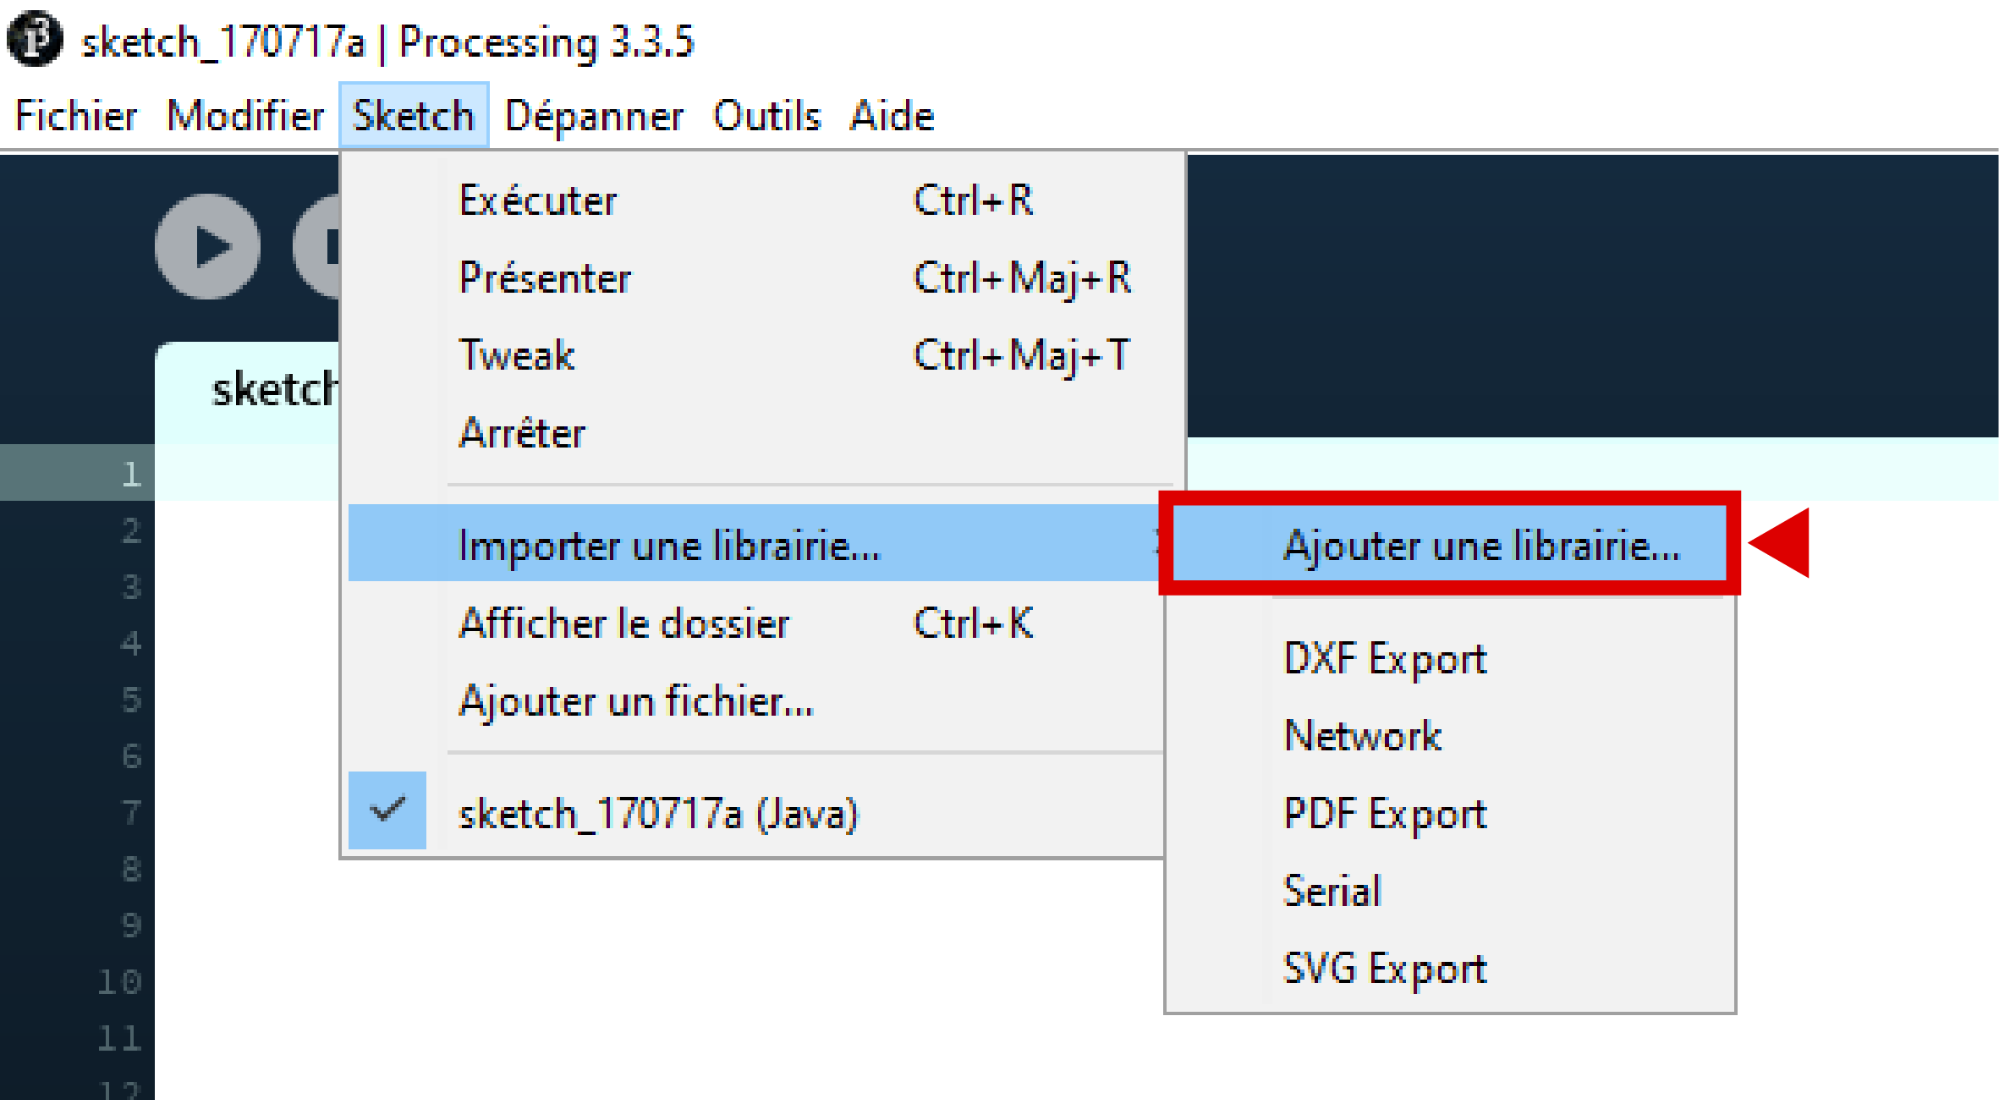 sketch_170717a | Processing 3.3.5
Fichier Modifier Sketch Dépanner Outils Aide
Exécuter Ctrl+R
Présenter Ctrl+Maj+R
Tweak Ctrl+Maj+T
Arrêter
Importer une librairie...
Afficher le dossier Ctrl+K
Ajouter un fichier...
sketch_170717a (Java)
Ajouter une librairie...
DXF Export
Network
PDF Export
Serial
SVG Export
sketch
1
2
3
4
5
6
7
8
9
10
11
12